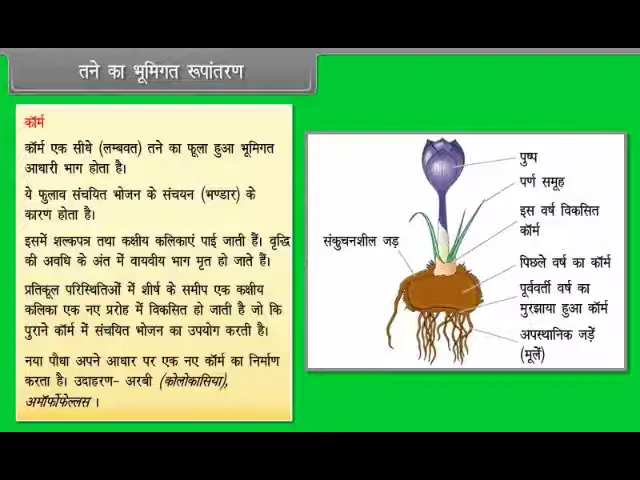 तने का भूमिगत रूपांतरण
कॉर्म
कॉर्म एक सीधे (लम्बवत) तने का फूला हुआ भूमिगत
आधारी भाग होता है।
ये फुलाव संचयित भोजन के संचयन (भण्डार) के
कारण होता है।
इसमें शल्कपत्र तथा कक्षीय कलिकाएं पाई जाती हैं। वृद्धि
की अवधि के अंत में वायवीय भाग मृत हो जाते हैं।
प्रतिकूल परिस्थितिओं में शीर्ष के समीप एक कक्षीय
कलिका एक नए प्ररोह में विकसित हो जाती है जो कि
पुराने कॉर्म में संचयित भोजन का उपयोग करती है।
नया पौधा अपने आधार पर एक नए कॉर्म का निर्माण
करता है। उदाहरण- अरबी (कोलोकासिया),
अमॉर्फोफेल्लस ।
पुष्प
पर्ण समूह
इस वर्ष विकसित
कॉर्म
संकुचनशील जड़
पिछले वर्ष का कॉर्म
पूर्ववर्ती वर्ष का
मुरझाया हुआ कॉर्म
अपस्थानिक जड़ें
(मूलें)